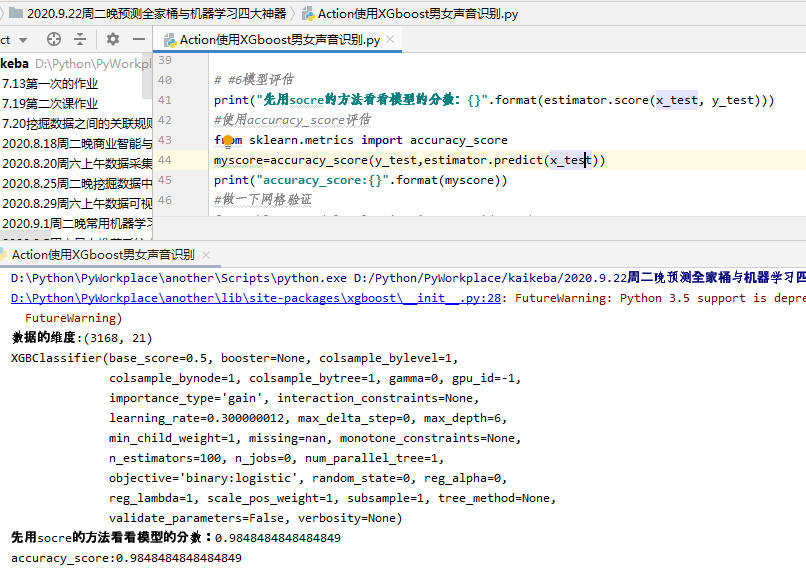 2020.9.22周二晚预测全家桶与机器学习四大神器 Action使用XGboost男女声音识别.py
ct Action使用XGboost男女声音识别.py
keba D:\Python\PyWorkpl
7.13第一次的作业
7.19第二次课作业
7.20挖掘数据之间的关联规则
2020.8.18周二晚商业智能与
2020.8.20周六上午数据采集
2020.8.25周二晚挖掘数据中
2020.8.29周六上午数据可视
2020.9.1周二晚常用机器学习
39
40 # #6模型评估
41 print("先用socre的方法看看模型的分数: {}".format(estimator.score(x_test, y_test)))
42 #使用accuracy_score评估
43 from sklearn.metrics import accuracy_score
44 myscore=accuracy_score(y_test,estimator.predict(x_test))
45 print("accuracy_score:{}".format(myscore))
46 #做一下网格验证
Action使用XGboost男女声音识别
D:\Python\PyWorkplace\another\Scripts\python.exe D:/Python/PyWorkplace/kaikeba/2020.9.22周二晚预测全家桶与机器学习四
D:\Python\PyWorkplace\another\lib\site-packages\xgboost\__init__.py:28: FutureWarning: Python 3.5 support is depre
FutureWarning)
数据的维度:(3168, 21)
XGBClassifier(base_score=0.5, booster=None, colsample_bylevel=1,
colsample_bynode=1, colsample_bytree=1, gamma=0, gpu_id=-1,
importance_type='gain', interaction_constraints=None,
learning_rate=0.300000012, max_delta_step=0, max_depth=6,
min_child_weight=1, missing=nan, monotone_constraints=None,
n_estimators=100, n_jobs=0, num_parallel_tree=1,
objective='binary:logistic', random_state=0, reg_alpha=0,
reg_lambda=1, scale_pos_weight=1, subsample=1, tree_method=None,
validate_parameters=False, verbosity=None)
先用socre的方法看看模型的分数:0.9848484848484849
accuracy_score:0.9848484848484849